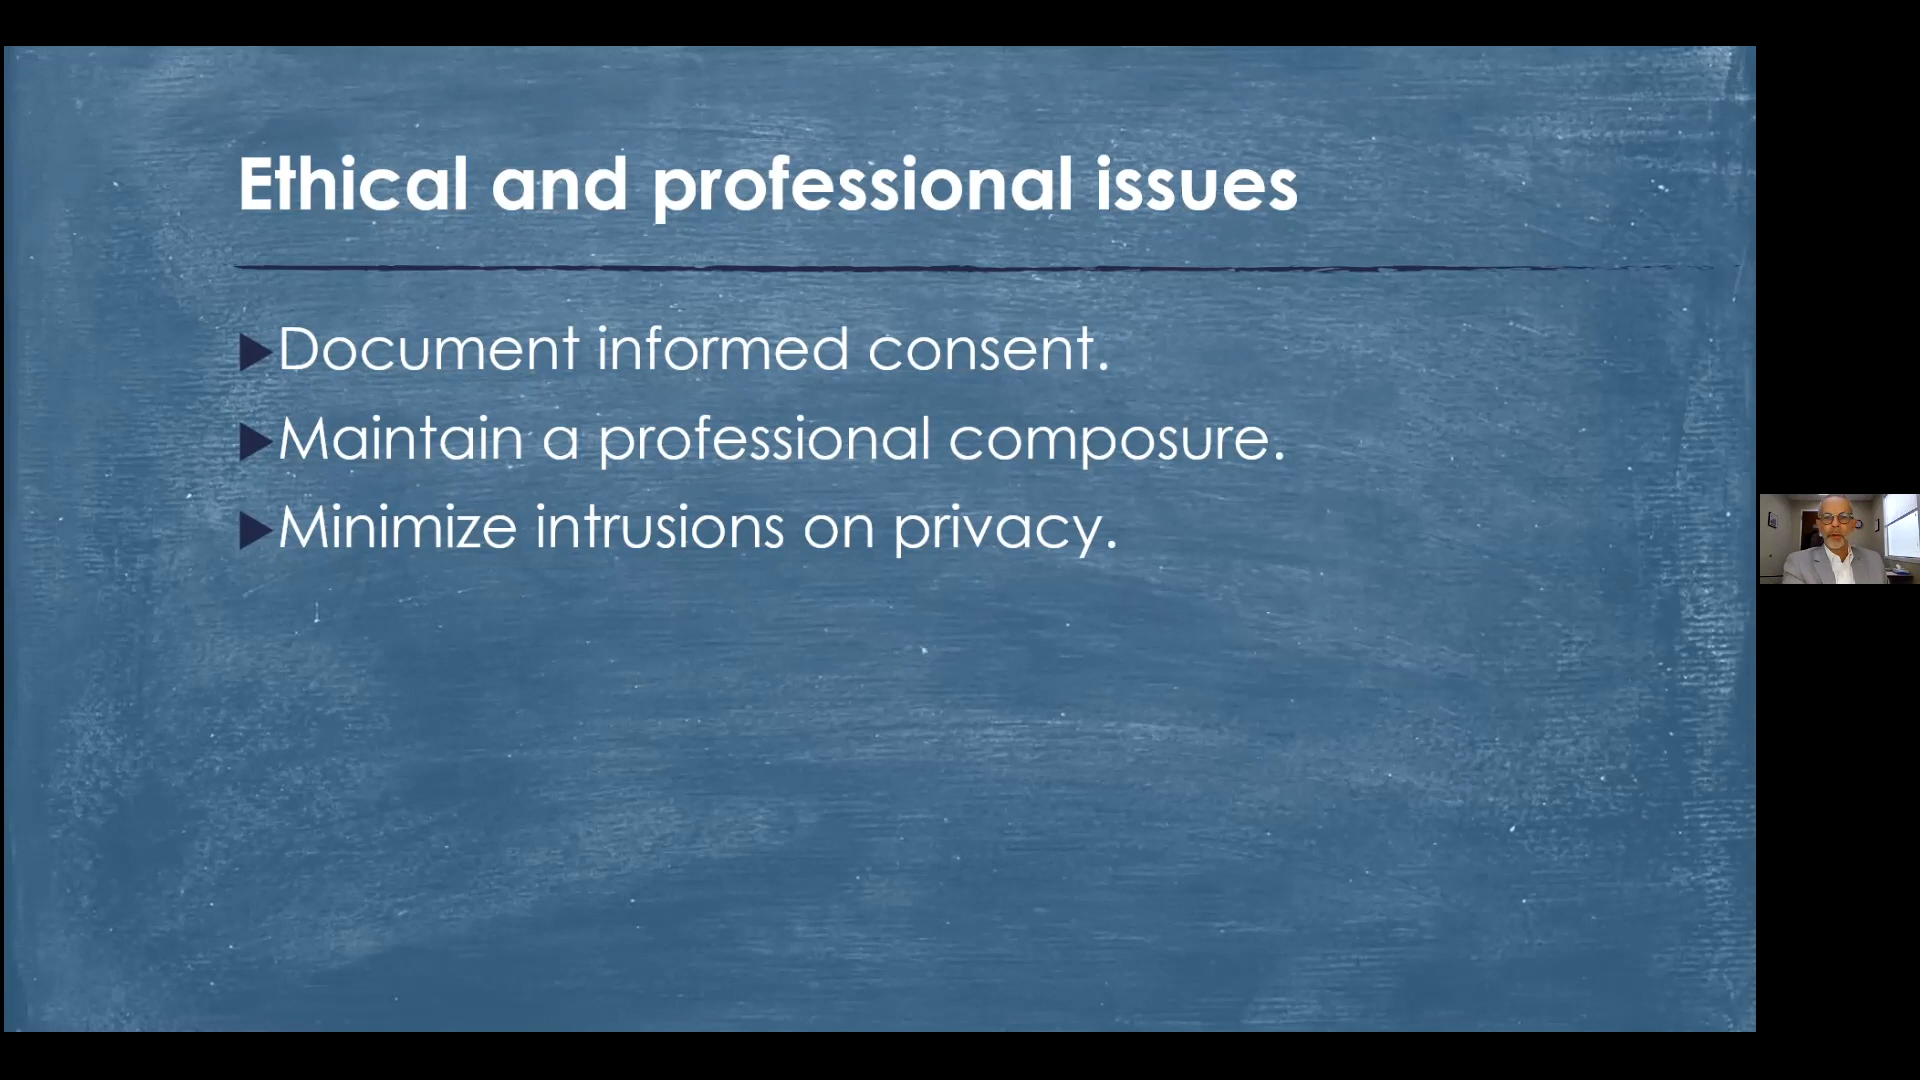 Ethical and professional issues
Document informed consent.
Maintain a professional composure.
Minimize intrusions on privacy.